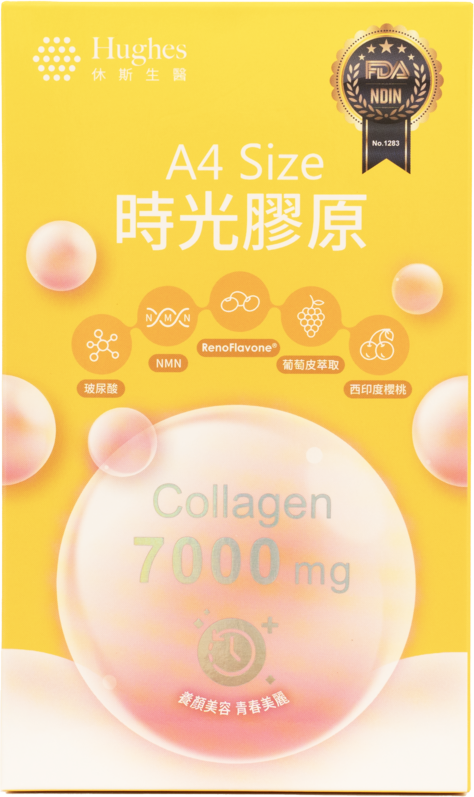 Hughes
休斯生醫
FDA
NDIN
No.1283
A4 Size
時光膠原
NMN
RenoFlavone®
玻尿酸
NMN
葡萄皮萃取
西印度櫻桃
Collagen
7000 mg
養顏美容 青春美麗